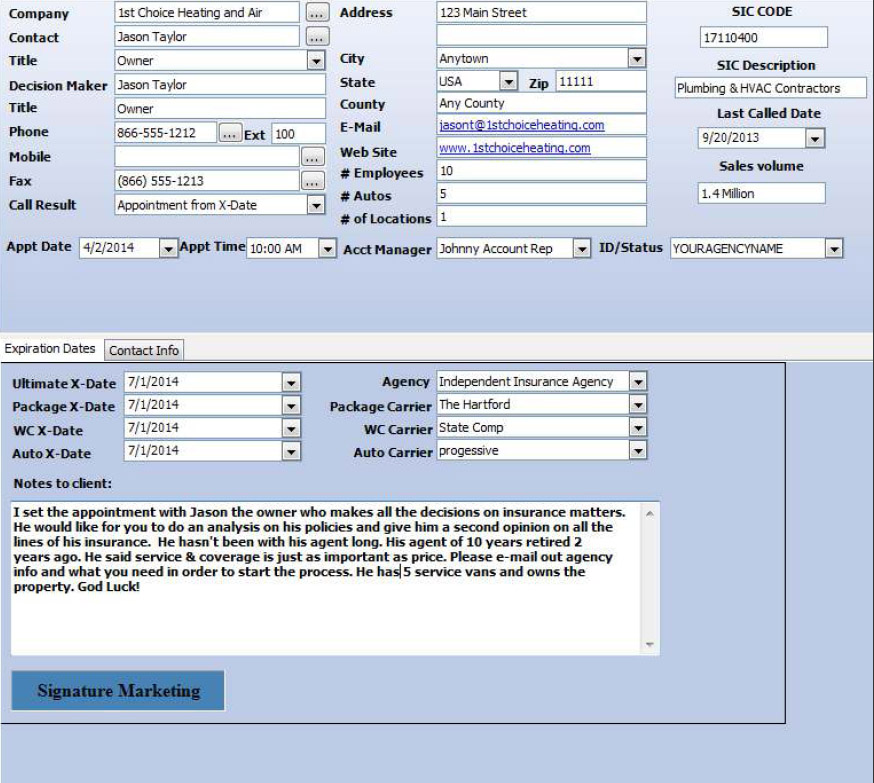 Company 1st Choice Heating and Air ... Address 123 Main Street SIC CODE
Contact Jason Taylor ... 17110400
Title Owner City Anytown SIC Description
Decision Maker Jason Taylor State USA Zip 11111 Plumbing & HVAC Contractors
Title Owner County Any County Last Called Date
Phone 866-555-1212 ... Ext 100 E-Mail jasont@1stchoiceheating.com 9/20/2013
Mobile ... Web Site www.1stchoiceheating.com
Fax (866) 555-1213 ... # Employees 10 Sales volume
Call Result Appointment from X-Date # Autos 5 1.4 Million
# of Locations 1
Appt Date 4/2/2014 Appt Time 10:00 AM Acct Manager Johnny Account Rep ID/Status YOURAGENCYNAME
Expiration Dates Contact Info
Ultimate X-Date 7/1/2014 Agency Independent Insurance Agency
Package X-Date 7/1/2014 Package Carrier The Hartford
WC X-Date 7/1/2014 WC Carrier State Comp
Auto X-Date 7/1/2014 Auto Carrier progessive
Notes to client:
I set the appointment with Jason the owner who makes all the decisions on insurance matters.
He would like for you to do an analysis on his policies and give him a second opinion on all the
lines of his insurance. He hasn't been with his agent long. His agent of 10 years retired 2
years ago. He said service & coverage is just as important as price. Please e-mail out agency
info and what you need in order to start the process. He has 5 service vans and owns the
property. God Luck!
Signature Marketing